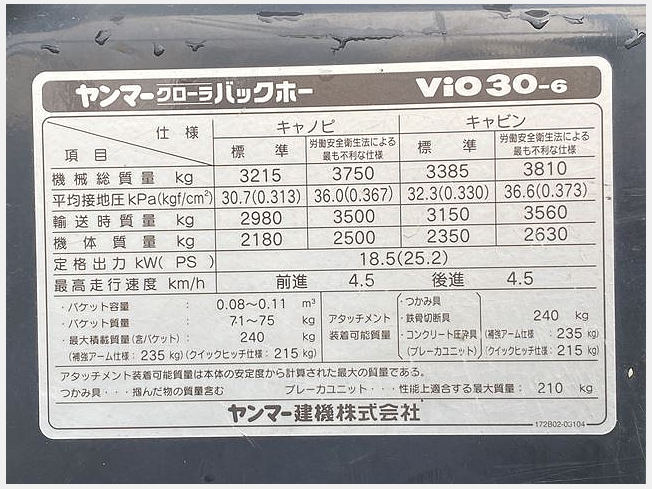 ヤンマークローラバックホー ViO30-6
仕様 キャノピ キャビン
項目 標準 労働安全衛生法による最も不利な仕様 標準 労働安全衛生法による最も不利な仕様
機械総質量 kg 3215 3750 3385 3810
平均接地圧 kPa(kgf/cm²) 30.7(0.313) 36.0(0.367) 32.3(0.330) 36.6(0.373)
輸送時質量 kg 2980 3500 3150 3560
機体質量 kg 2180 2500 2350 2630
定格出力 kW(PS) 18.5(25.2)
最高走行速度 km/h 前進 4.5 後進 4.5
・バケット容量 0.08〜0.11 m³
・バケット質量 71〜75 kg
・最大積載質量(含バケット) 240 kg
(補強アーム仕様:235 kg)(クイックヒッチ仕様:215 kg)
アタッチメント装着可能質量
・つかみ具
・鉄骨切断具 240 kg
・コンクリート圧砕具 (補強アーム仕様:235 kg)
(ブレーカユニット) (クイックヒッチ仕様:215 kg)
アタッチメント装着可能質量は本体の安定度から計算された最大の質量である。
つかみ具・・・掴んだ物の質量含む ブレーカユニット・・・性能上適合する最大質量:210 kg
ヤンマー建機株式会社
172B02-03104